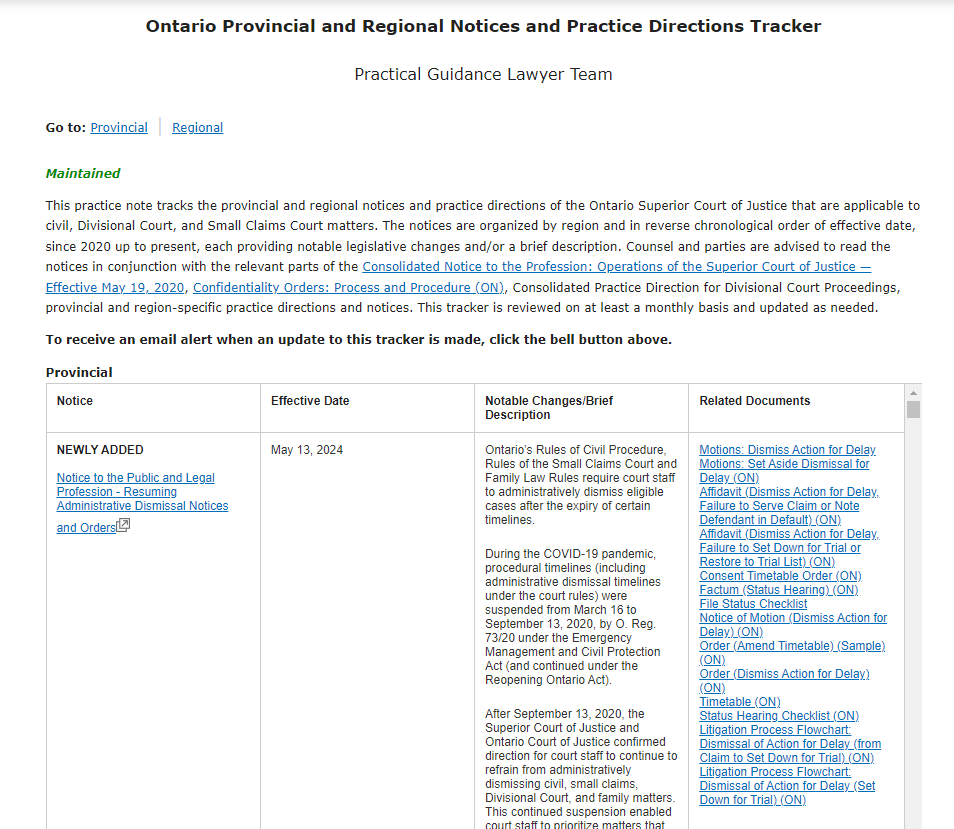 Ontario Provincial and Regional Notices and Practice Directions Tracker
Practical Guidance Lawyer Team
Go to: Provincial | Regional
Maintained
This practice note tracks the provincial and regional notices and practice directions of the Ontario Superior Court of Justice that are applicable to
civil, Divisional Court, and Small Claims Court matters. The notices are organized by region and in reverse chronological order of effective date,
since 2020 up to present, each providing notable legislative changes and/or a brief description. Counsel and parties are advised to read the
notices in conjunction with the relevant parts of the Consolidated Notice to the Profession: Operations of the Superior Court of Justice —
Effective May 19, 2020, Confidentiality Orders: Process and Procedure (ON), Consolidated Practice Direction for Divisional Court Proceedings,
provincial and region-specific practice directions and notices. This tracker is reviewed on at least a monthly basis and updated as needed.
To receive an email alert when an update to this tracker is made, click the bell button above.
Provincial
Notice
Effective Date
Notable Changes/Brief
Description
Related Documents
NEWLY ADDED
Notice to the Public and Legal
Profession - Resuming
Administrative Dismissal Notices
and Orders
May 13, 2024
Ontario's Rules of Civil Procedure,
Rules of the Small Claims Court and
Family Law Rules require court staff
to administratively dismiss eligible
cases after the expiry of certain
timelines.
During the COVID-19 pandemic,
procedural timelines (including
administrative dismissal timelines
under the court rules) were
suspended from March 16 to
September 13, 2020, by O. Reg.
73/20 under the Emergency
Management and Civil Protection
Act (and continued under the
Reopening Ontario Act).
After September 13, 2020, the
Superior Court of Justice and
Ontario Court of Justice confirmed
direction for court staff to continue to
refrain from administratively
dismissing civil, small claims,
Divisional Court, and family matters.
This continued suspension enabled
court staff to prioritize matters that
Motions: Dismiss Action for Delay
Motions: Set Aside Dismissal for
Delay (ON)
Affidavit (Dismiss Action for Delay,
Failure to Serve Claim or Note
Defendant in Default) (ON)
Affidavit (Dismiss Action for Delay,
Failure to Set Down for Trial or
Restore to Trial List) (ON)
Consent Timetable Order (ON)
Factum (Status Hearing) (ON)
File Status Checklist
Notice of Motion (Dismiss Action for
Delay) (ON)
Order (Amend Timetable) (Sample)
(ON)
Order (Dismiss Action for Delay)
(ON)
Timetable (ON)
Status Hearing Checklist (ON)
Litigation Process Flowchart:
Dismissal of Action for Delay (from
Claim to Set Down for Trial) (ON)
Litigation Process Flowchart:
Dismissal of Action for Delay (Set
Down for Trial) (ON)